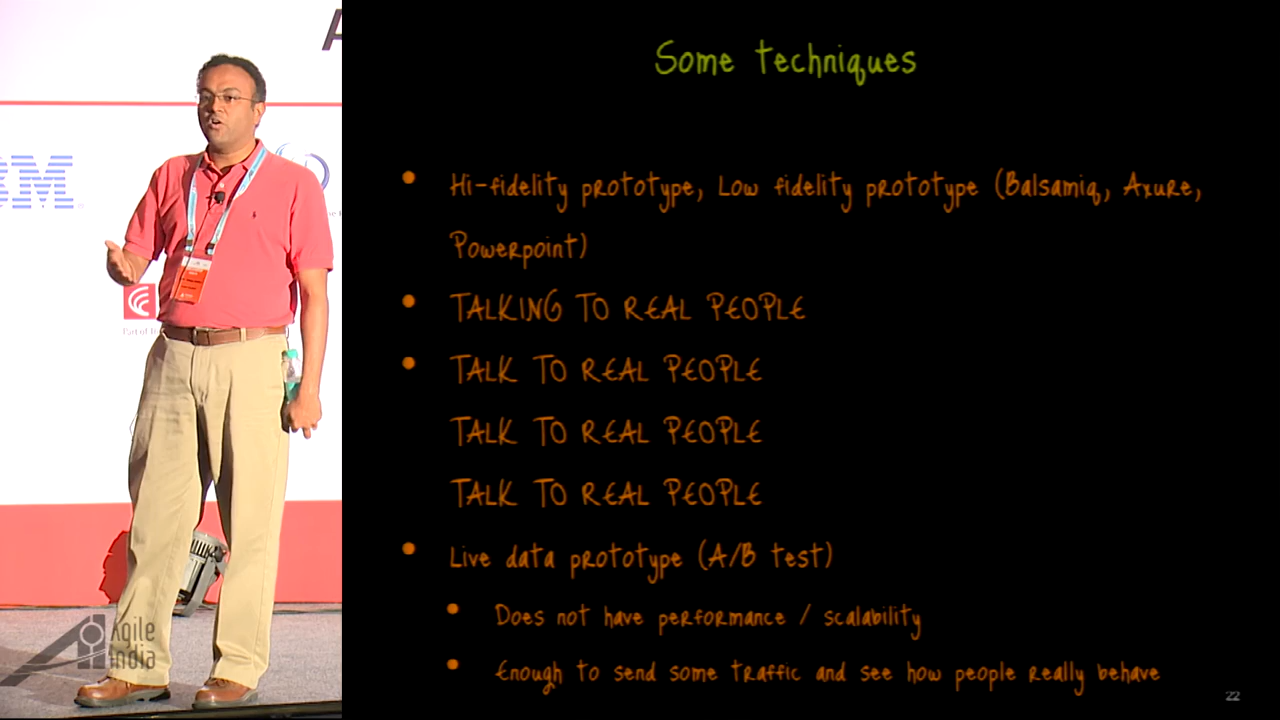 Some techniques
Hi-fidelity prototype, Low fidelity prototype (Balsamiq, Axure,
Powerpoint)
TALKING TO REAL PEOPLE
TALK TO REAL PEOPLE
TALK TO REAL PEOPLE
TALK TO REAL PEOPLE
Live data prototype (A/B test)
Does not have performance / scalability
Enough to send some traffic and see how people really behave
22
Agile
India